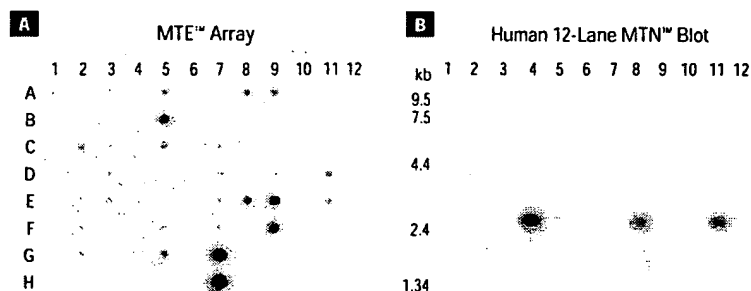 A MTE™ Array
1 2 3 4 5 6 7 8 9 10 11 12
A
B
C
D
E
F
G
H
B Human 12-Lane MTN™ Blot
kb 1 2 3 4 5 6 7 8 9 10 11 12
9.5
7.5
4.4
2.4
1.34